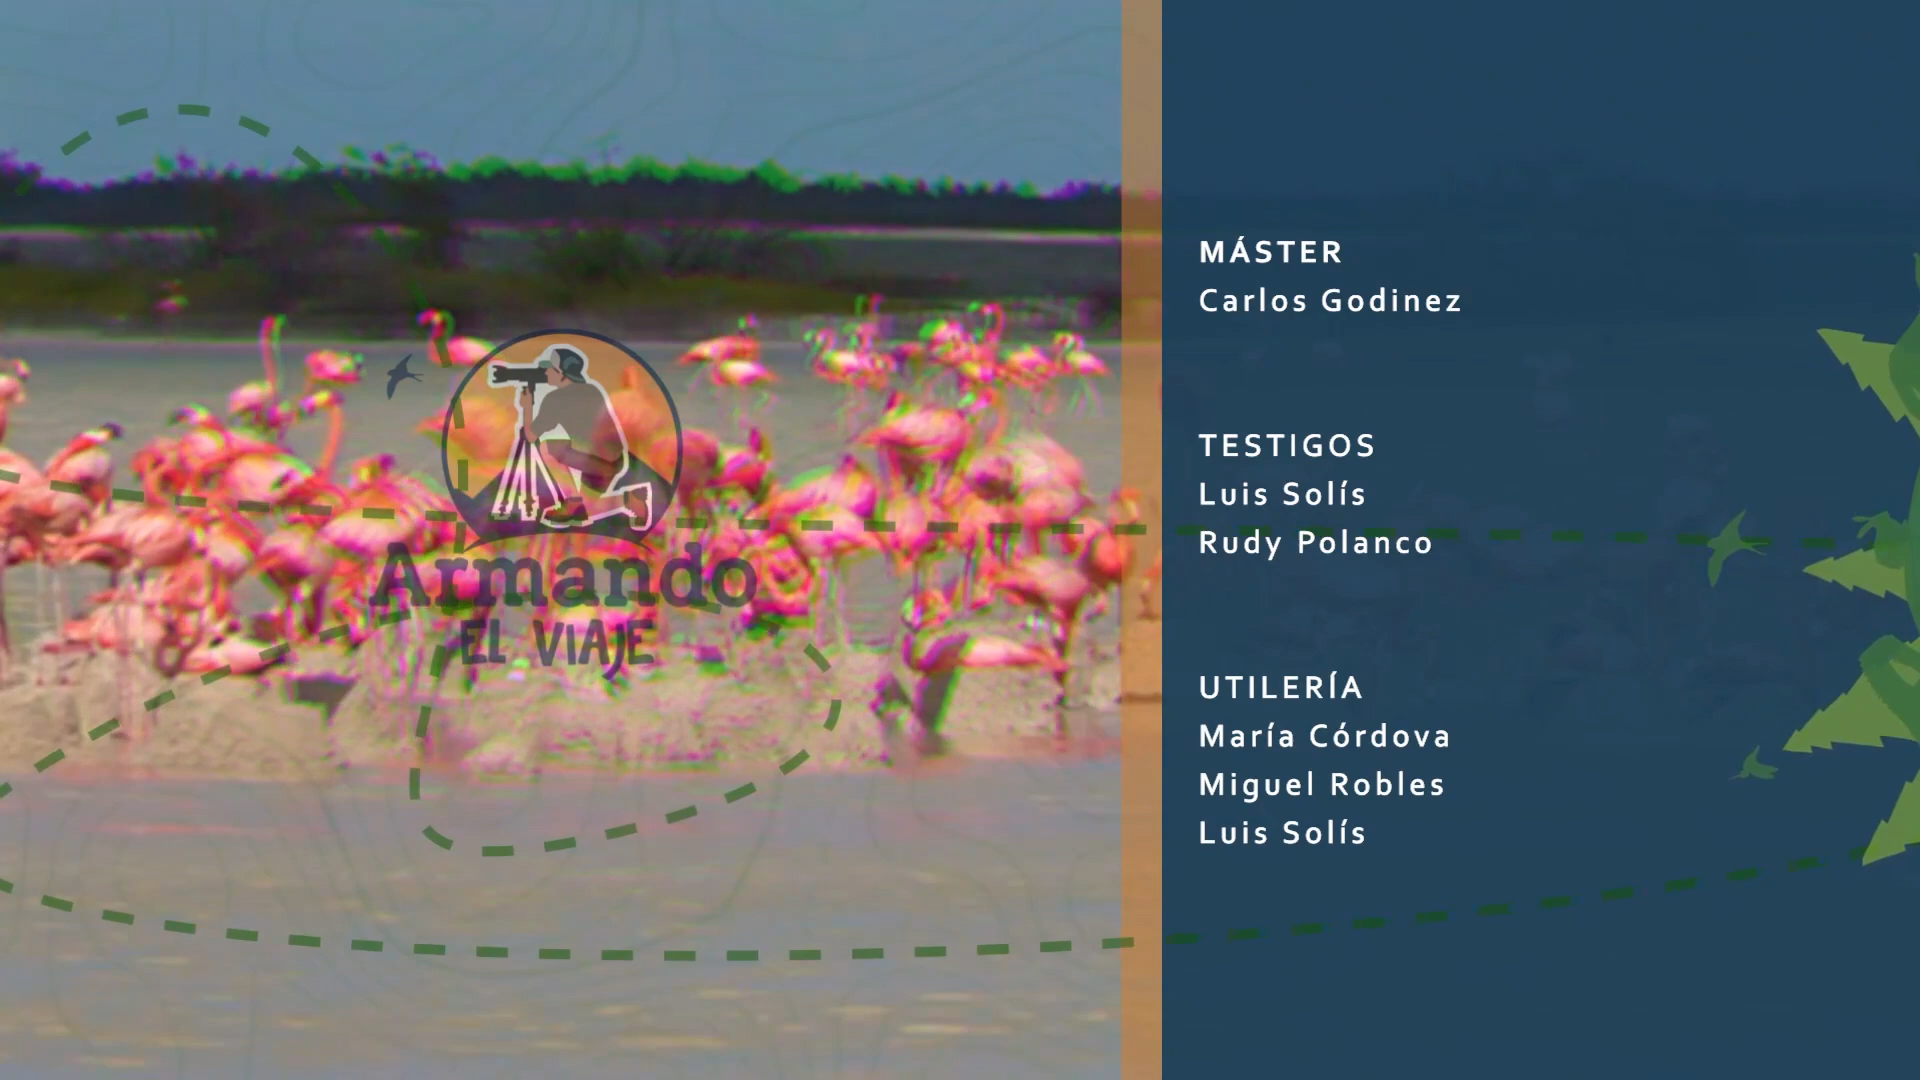 Armando
EL VIAJE
MÁSTER
Carlos Godinez
TESTIGOS
Luis Solís
Rudy Polanco
UTILERÍA
María Córdova
Miguel Robles
Luis Solís